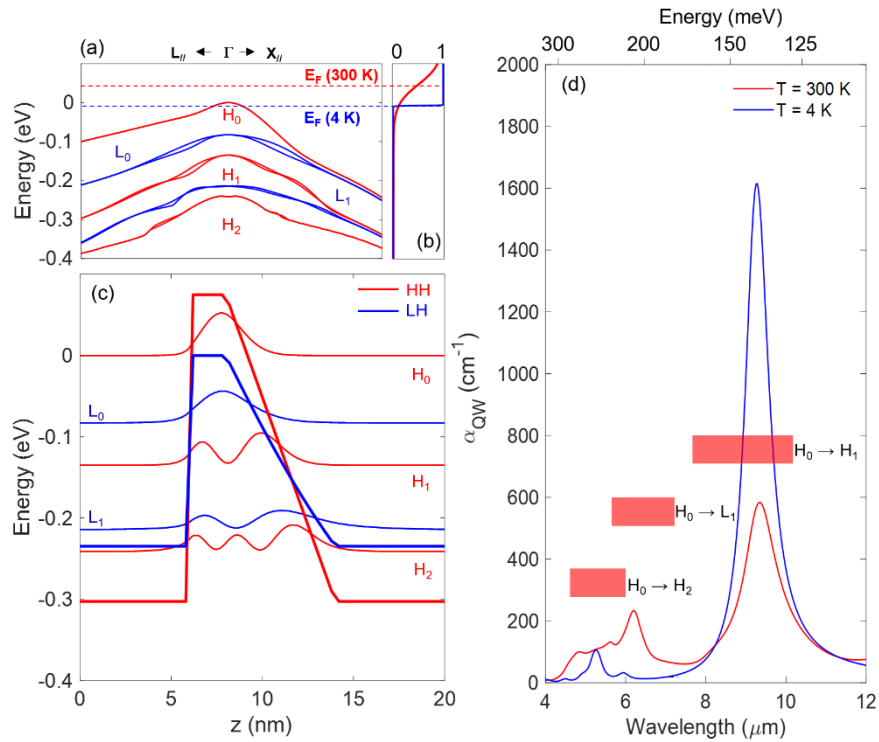 (a)
L// ← Γ → X//
0 1
E_F (300 K)
E_F (4 K)
H₀
L₀
H₁
L₁
H₂
(b)
0
-0.1
-0.2
-0.3
-0.4
Energy (eV)
(c)
HH
LH
H₀
L₀
H₁
L₁
H₂
0
-0.1
-0.2
-0.3
-0.4
Energy (eV)
0 5 10 15 20
z (nm)
Energy (meV)
300 200 150 125
(d)
T = 300 K
T = 4 K
2000
1800
1600
1400
1200
1000
800
600
400
200
0
α_QW (cm⁻¹)
H₀ → H₁
H₀ → L₁
H₀ → H₂
4 6 8 10 12
Wavelength (μm)